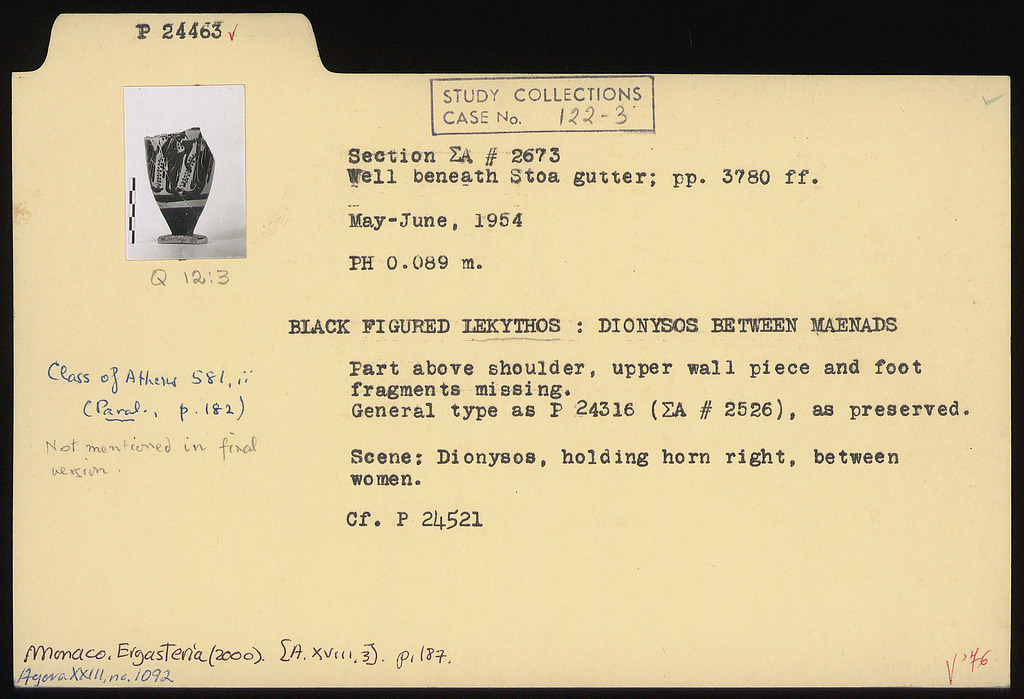 P 24463 ✓
STUDY COLLECTIONS
CASE No. 122-3
Section ΣA # 2673
Well beneath Stoa gutter; pp. 3780 ff.
May-June, 1954
PH 0.089 m.
Q 12:3
BLACK FIGURED LEKYTHOS : DIONYSOS BETWEEN MAENADS
Part above shoulder, upper wall piece and foot
fragments missing.
General type as P 24316 (ΣA # 2526), as preserved.
Class of Athens 581, ii
(Paral., p. 182)
Not mentioned in final
version.
Scene: Dionysos, holding horn right, between
women.
Cf. P 24521
Monaco. Ergasteria (2000). [A. XVIII, 3]. p. 187.
Agora XXIII, no. 1092
V '76